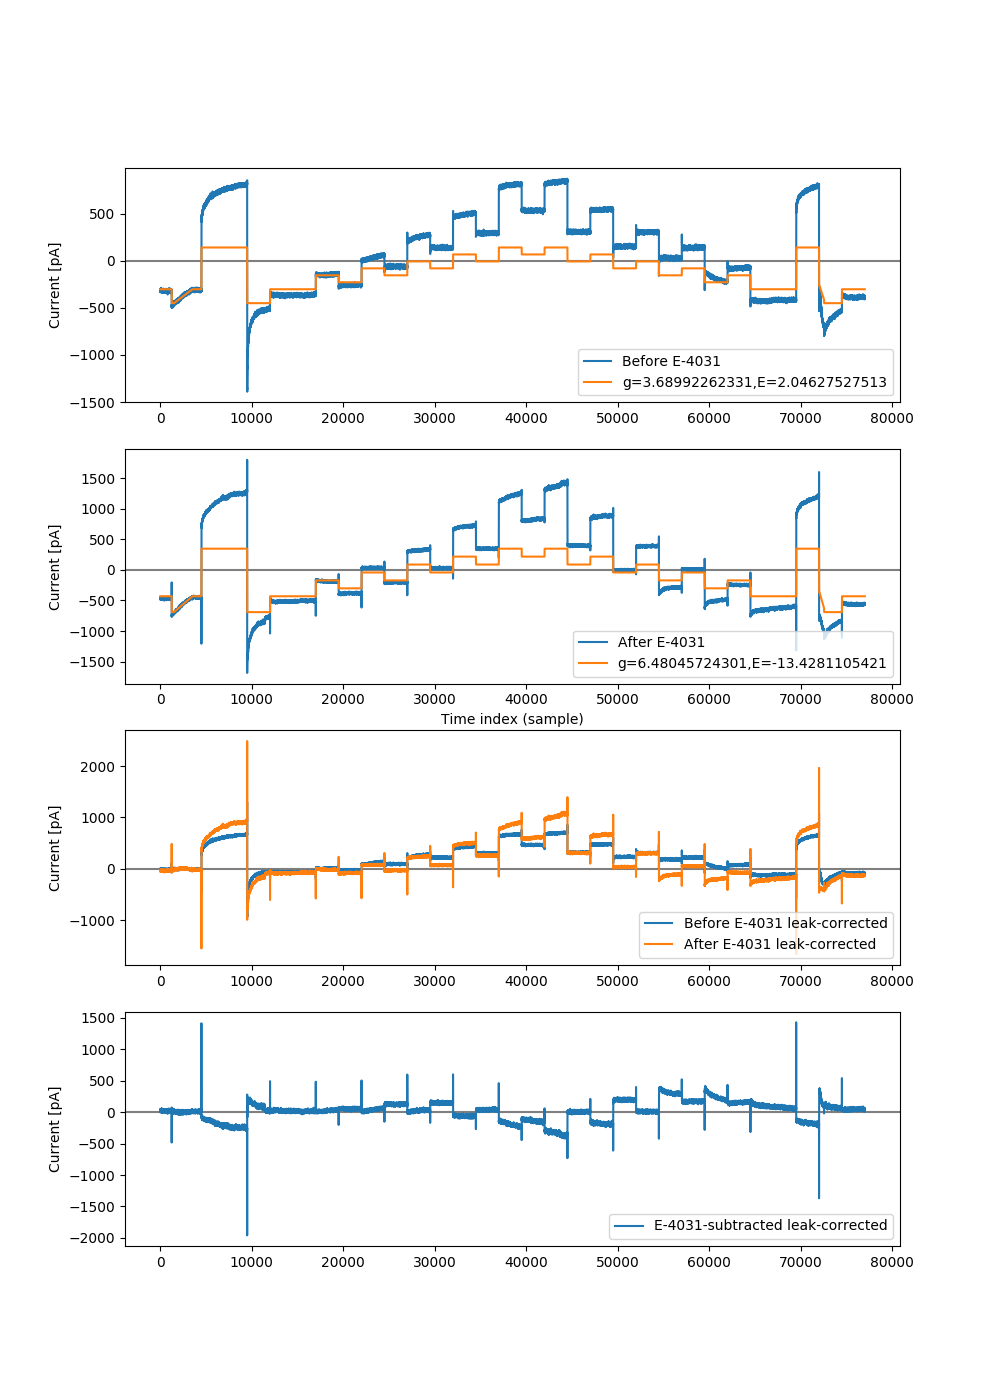 500
0
−500
−1000
−1500
Current [pA]
Before E-4031
g=3.68992262331,E=2.04627527513
0 10000 20000 30000 40000 50000 60000 70000 80000
1500
1000
500
0
−500
−1000
−1500
Current [pA]
After E-4031
g=6.48045724301,E=-13.4281105421
0 10000 20000 30000 40000 50000 60000 70000 80000
Time index (sample)
2000
1000
0
−1000
Current [pA]
Before E-4031 leak-corrected
After E-4031 leak-corrected
0 10000 20000 30000 40000 50000 60000 70000 80000
1500
1000
500
0
−500
−1000
−1500
−2000
Current [pA]
E-4031-subtracted leak-corrected
0 10000 20000 30000 40000 50000 60000 70000 80000